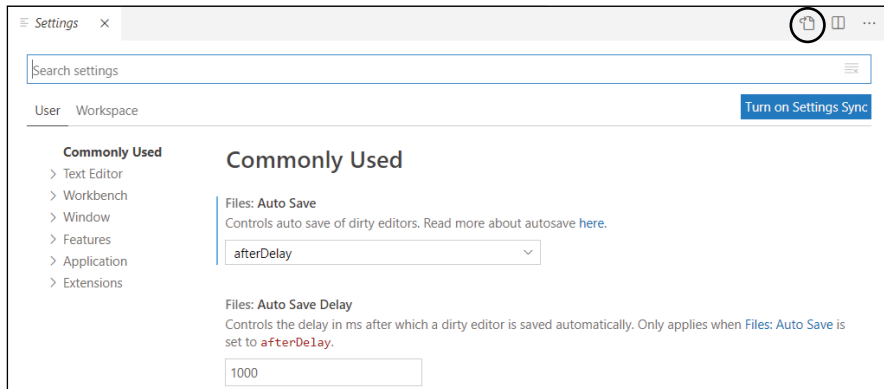 Settings
Search settings
User Workspace
Turn on Settings Sync
Commonly Used
Text Editor
Workbench
Window
Features
Application
Extensions
Commonly Used
Files: Auto Save
Controls auto save of dirty editors. Read more about autosave here.
afterDelay
Files: Auto Save Delay
Controls the delay in ms after which a dirty editor is saved automatically. Only applies when Files: Auto Save is
set to afterDelay.
1000